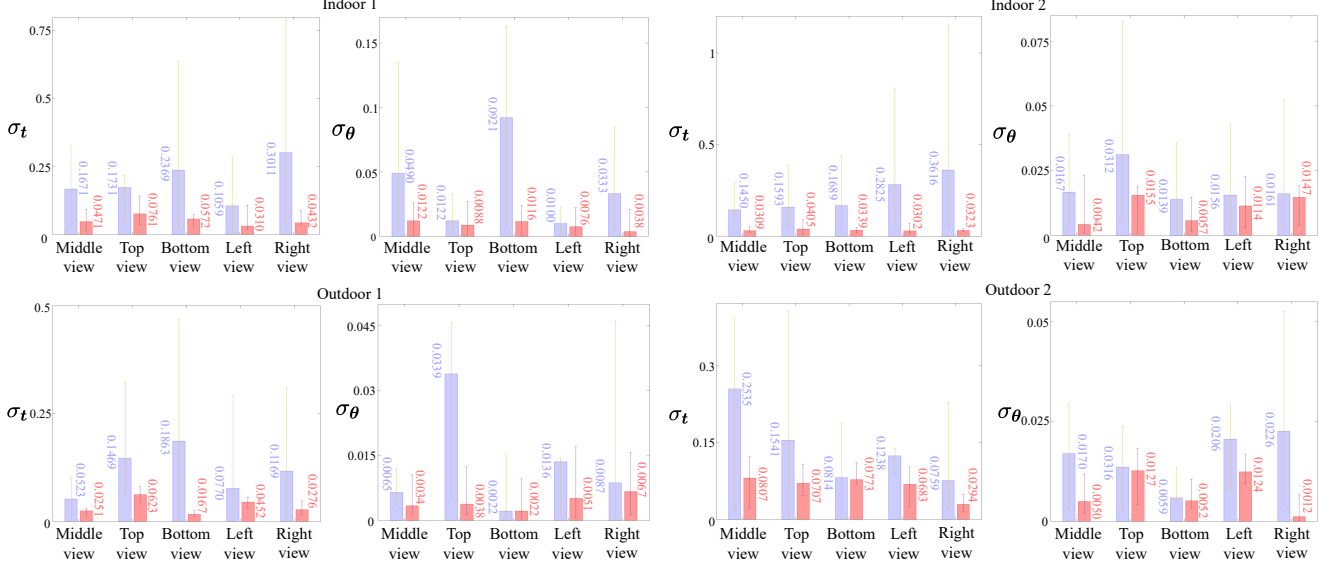 Indoor 1
0.75
0.5
0.25
0
σt
0.1671
0.0471
0.1731
0.0761
0.2369
0.0572
0.1059
0.0310
0.3011
0.0432
Middle view
Top view
Bottom view
Left view
Right view
0.15
0.1
0.05
0
σθ
0.0490
0.0122
0.0122
0.0088
0.0921
0.0116
0.0100
0.0076
0.0333
0.0038
Middle view
Top view
Bottom view
Left view
Right view
Indoor 2
1
0.5
0
σt
0.1450
0.0309
0.1593
0.0405
0.1689
0.0339
0.2825
0.0302
0.3616
0.0323
Middle view
Top view
Bottom view
Left view
Right view
0.075
0.05
0.025
0
σθ
0.0167
0.0042
0.0312
0.0155
0.0139
0.0057
0.0156
0.0114
0.0161
0.0147
Middle view
Top view
Bottom view
Left view
Right view
Outdoor 1
0.5
0.25
0
σt
0.0523
0.0251
0.1469
0.0623
0.1863
0.0167
0.0770
0.0452
0.1169
0.0276
Middle view
Top view
Bottom view
Left view
Right view
0.045
0.03
0.015
0
σθ
0.0065
0.0034
0.0339
0.0038
0.0022
0.0022
0.0136
0.0051
0.0087
0.0067
Middle view
Top view
Bottom view
Left view
Right view
Outdoor 2
0.3
0.15
0
σt
0.2535
0.0807
0.1541
0.0707
0.0814
0.0773
0.1238
0.0683
0.0759
0.0294
Middle view
Top view
Bottom view
Left view
Right view
0.05
0.025
0
σθ
0.0170
0.0050
0.0316
0.0127
0.0059
0.0052
0.0206
0.0124
0.0226
0.0012
Middle view
Top view
Bottom view
Left view
Right view